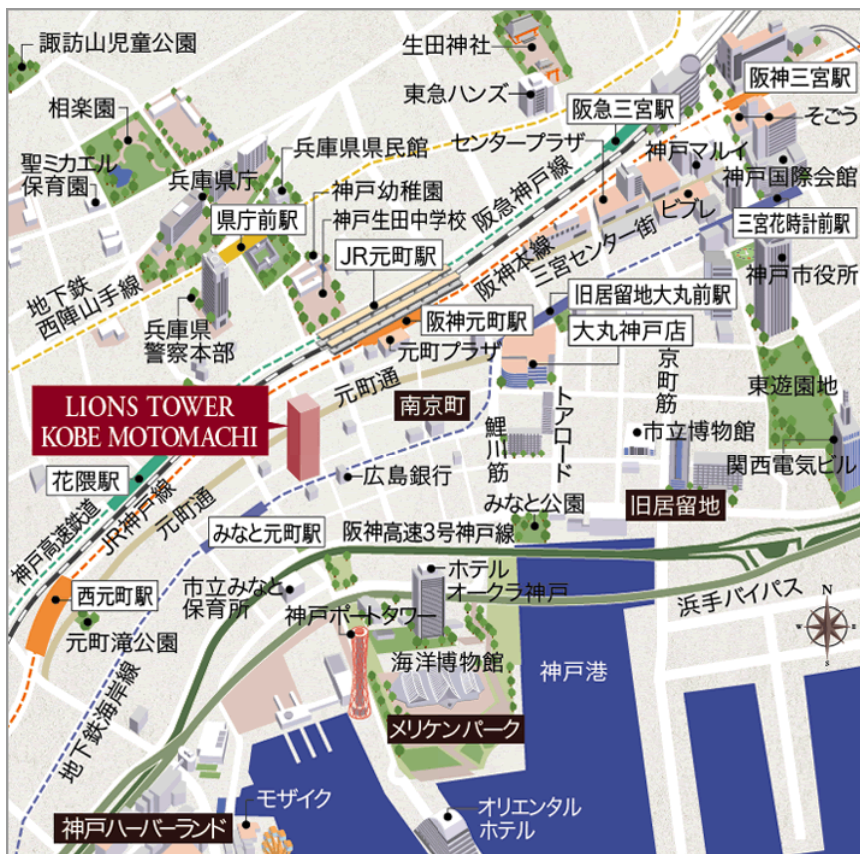 諏訪山児童公園
生田神社
阪神三宮駅
相楽園
東急ハンズ
阪急三宮駅
そごう
センタープラザ
神戸マルイ
聖ミカエル
保育園
兵庫県庁
兵庫県県民館
神戸国際会館
神戸幼稚園
阪急神戸線
ビブレ
県庁前駅
神戸生田中学校
三宮花時計前駅
JR元町駅
阪神本線
三宮センター街
神戸市役所
地下鉄
西陣山手線
旧居留地大丸前駅
兵庫県
警察本部
阪神元町駅
大丸神戸店
元町プラザ
京町筋
東遊園地
LIONS TOWER
KOBE MOTOMACHI
元町通
南京町
トアロード
鯉川筋
市立博物館
花隈駅
広島銀行
関西電気ビル
神戸高速鉄道
JR神戸線
元町通
みなと元町駅
みなと公園
旧居留地
阪神高速3号神戸線
西元町駅
市立みなと
保育所
ホテル
オークラ神戸
浜手バイパス
N
W
E
S
神戸ポートタワー
元町滝公園
海洋博物館
神戸港
地下鉄海岸線
メリケンパーク
モザイク
オリエンタル
ホテル
神戸ハーバーランド